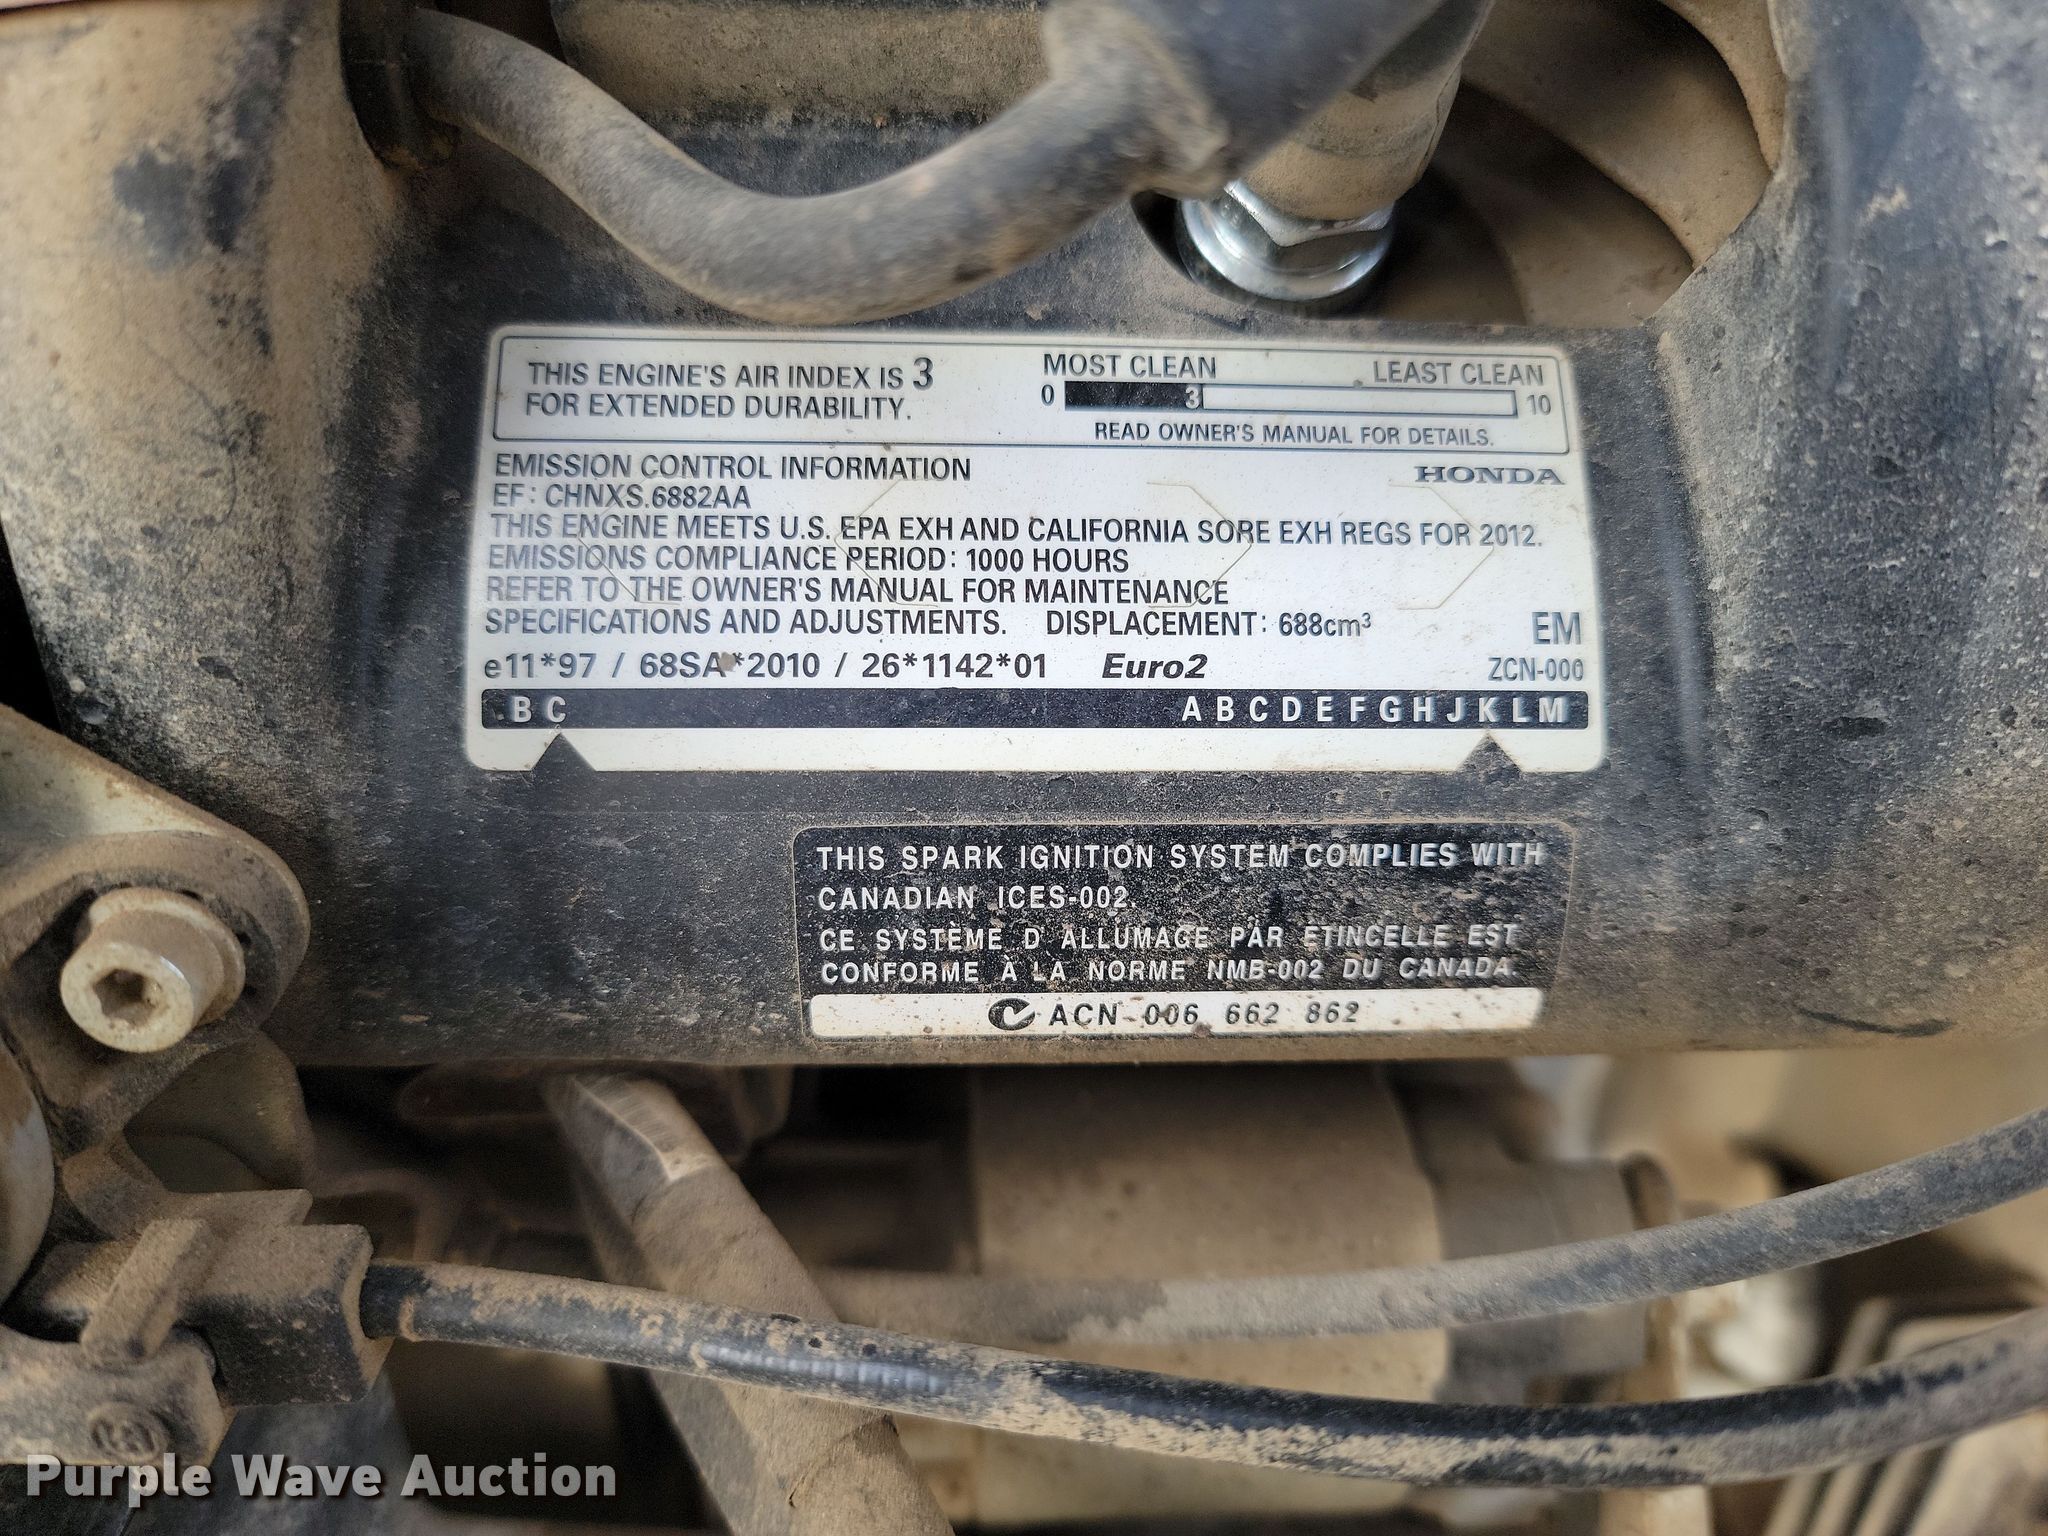 THIS ENGINE'S AIR INDEX IS 3
FOR EXTENDED DURABILITY.
MOST CLEAN LEAST CLEAN
0 3 10
READ OWNER'S MANUAL FOR DETAILS.
EMISSION CONTROL INFORMATION HONDA
EF: CHNXS.6882AA
THIS ENGINE MEETS U.S. EPA EXH AND CALIFORNIA SORE EXH REGS FOR 2012.
EMISSIONS COMPLIANCE PERIOD: 1000 HOURS
REFER TO THE OWNER'S MANUAL FOR MAINTENANCE
SPECIFICATIONS AND ADJUSTMENTS. DISPLACEMENT: 688cm³ EM
e11*97 / 68SA*2010 / 26*1142*01 Euro2 ZCN-000
. B C A B C D E F G H J K L M
THIS SPARK IGNITION SYSTEM COMPLIES WITH
CANADIAN ICES-002.
CE SYSTÈME D ALLUMAGE PAR ÉTINCELLE EST
CONFORME À LA NORME NMB-002 DU CANADA.
ACN 006 662 862
Purple Wave Auction